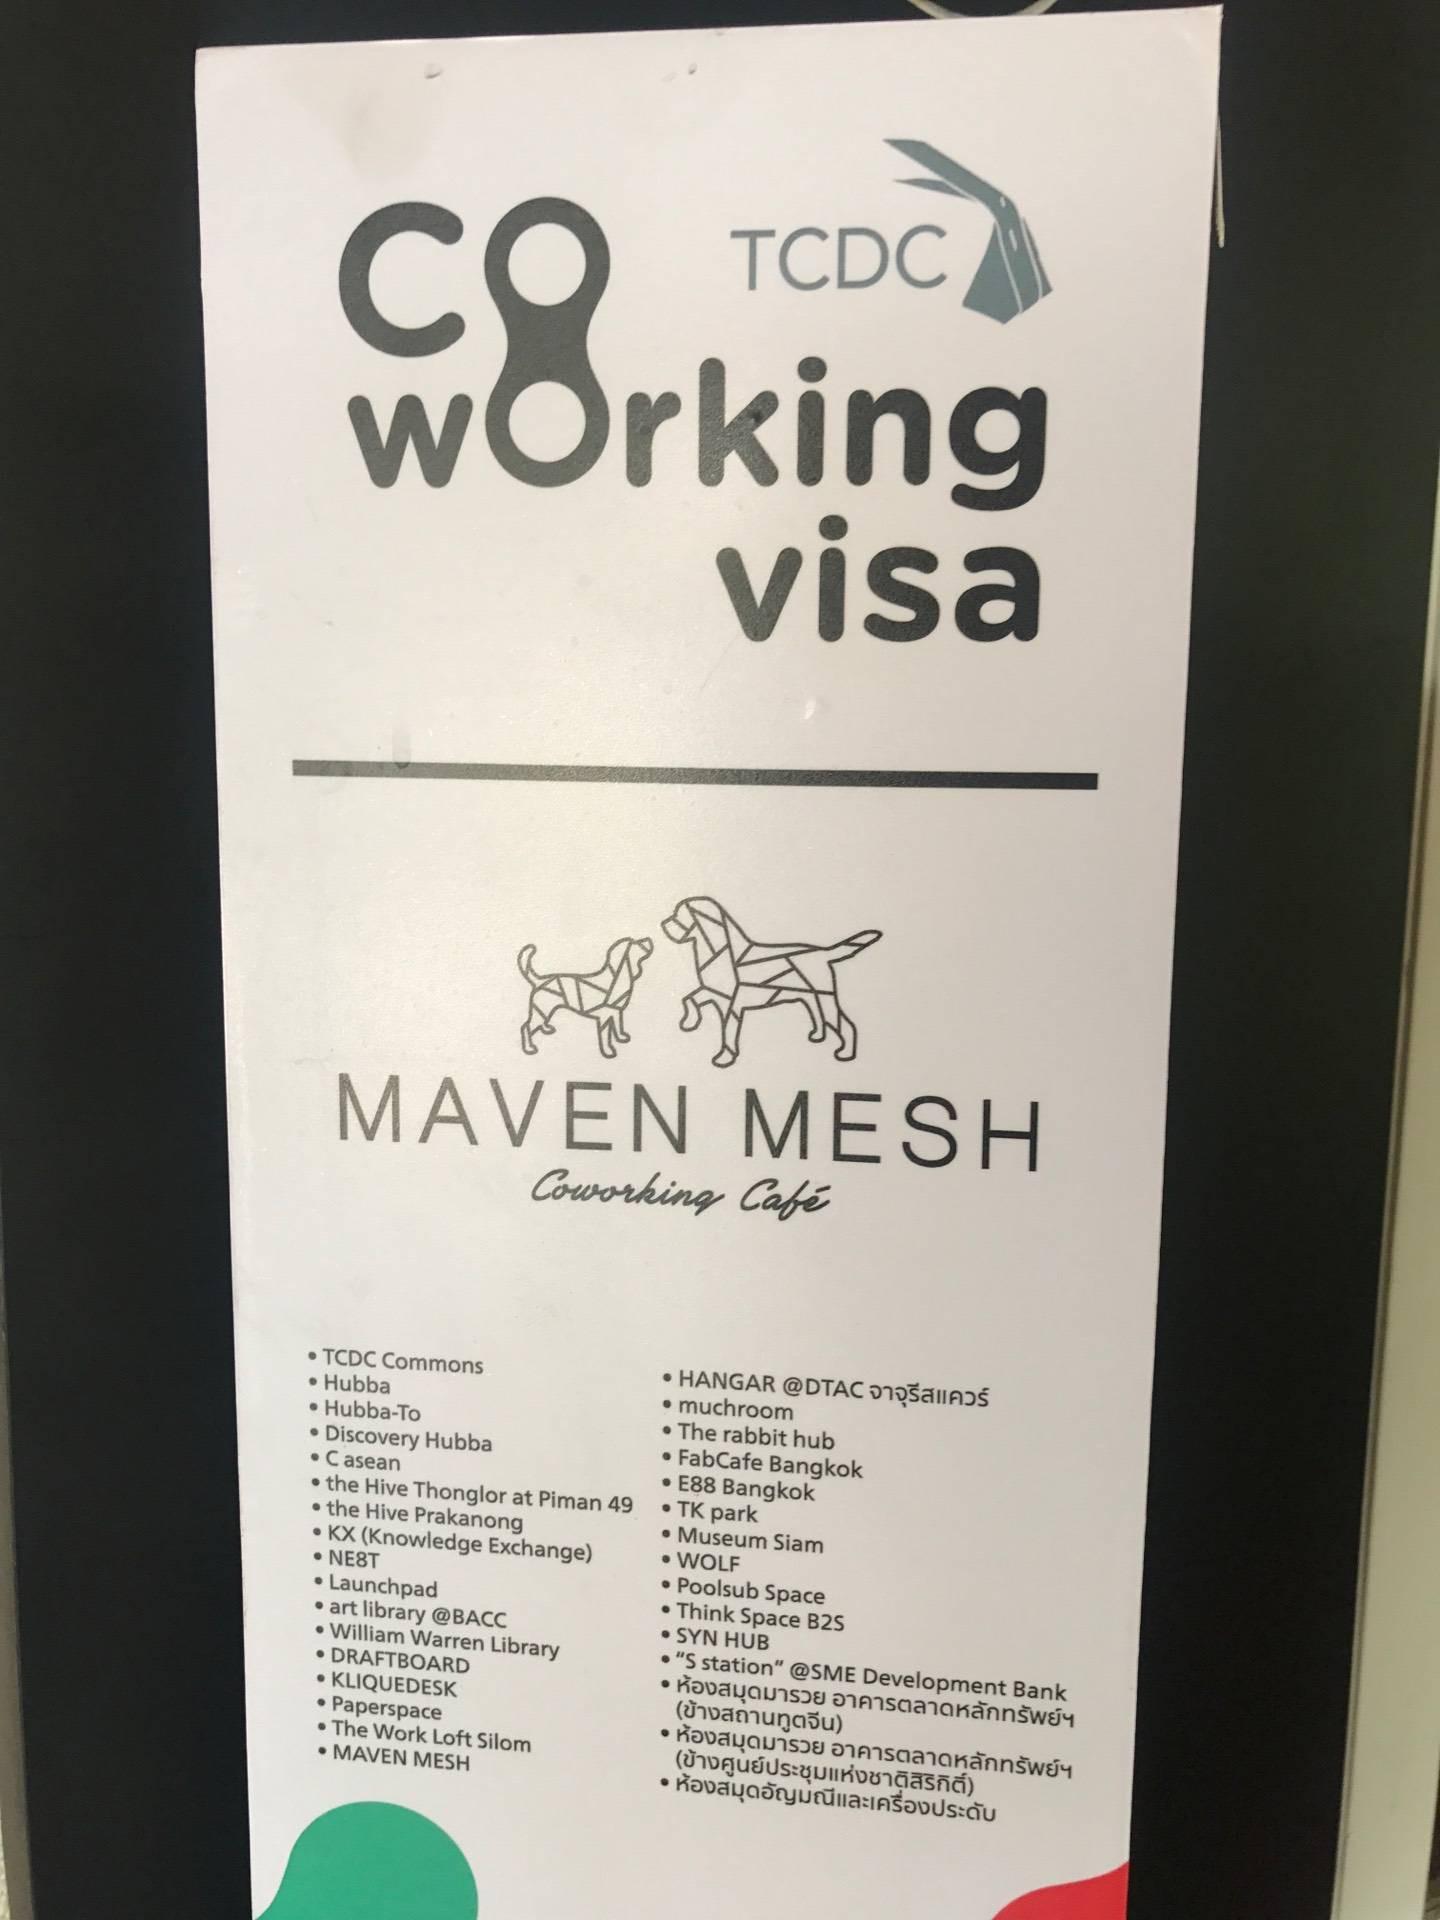 co
TCDC
working
visa
MAVEN MESH
Coworking Café
• TCDC Commons
• Hubba
• Hubba-To
• Discovery Hubba
• C asean
• the Hive Thonglor at Piman 49
• the Hive Prakanong
• KX (Knowledge Exchange)
• NE8T
• Launchpad
• art library @BACC
• William Warren Library
• DRAFTBOARD
• KLIQUEDESK
• Paperspace
• The Work Loft Silom
• MAVEN MESH
• HANGAR @DTAC จาจุรีสแควร์
• muchroom
• The rabbit hub
• FabCafe Bangkok
• E88 Bangkok
• TK park
• Museum Siam
• WOLF
• Poolsub Space
• Think Space B2S
• SYN HUB
• "S station" @SME Development Bank
• ห้องสมุดมารวย อาคารตลาดหลักทรัพย์ฯ
(ข้างสถานทูตจีน)
• ห้องสมุดมารวย อาคารตลาดหลักทรัพย์ฯ
(ข้างศูนย์ประชุมแห่งชาติสิริกิติ์)
• ห้องสมุดอัญมณีและเครื่องประดับ